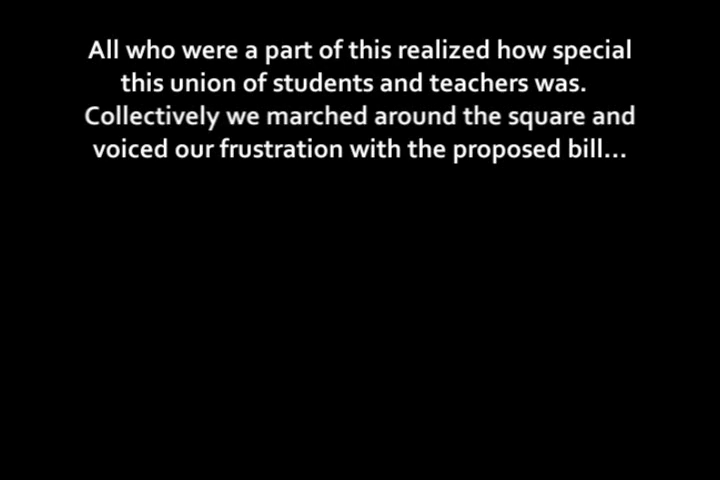 All who were a part of this realized how special
this union of students and teachers was.
Collectively we marched around the square and
voiced our frustration with the proposed bill...